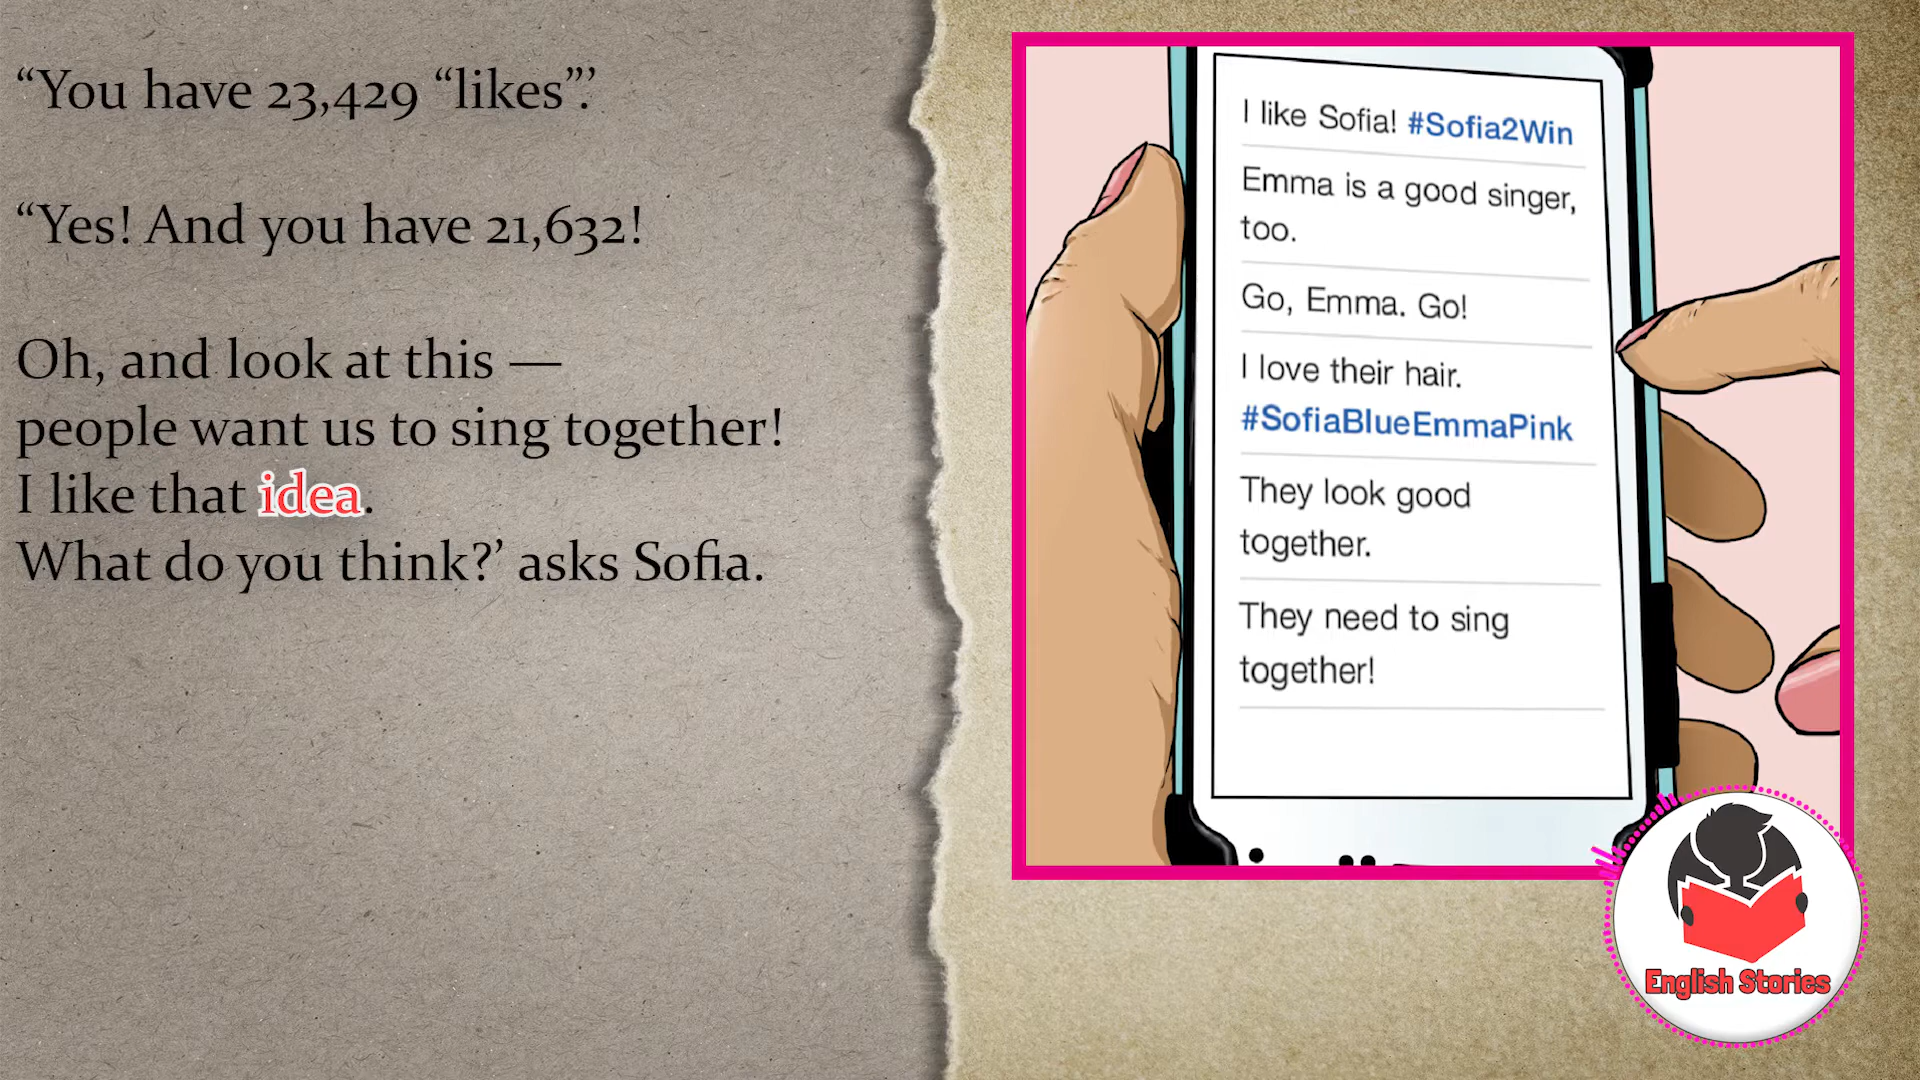 “You have 23,429 “likes”.’
“Yes! And you have 21,632!
Oh, and look at this —
people want us to sing together!
I like that idea.
What do you think?’ asks Sofia.
I like Sofia! #Sofia2Win
Emma is a good singer,
too.
Go, Emma. Go!
I love their hair.
#SofiaBlueEmmaPink
They look good
together.
They need to sing
together!
English Stories